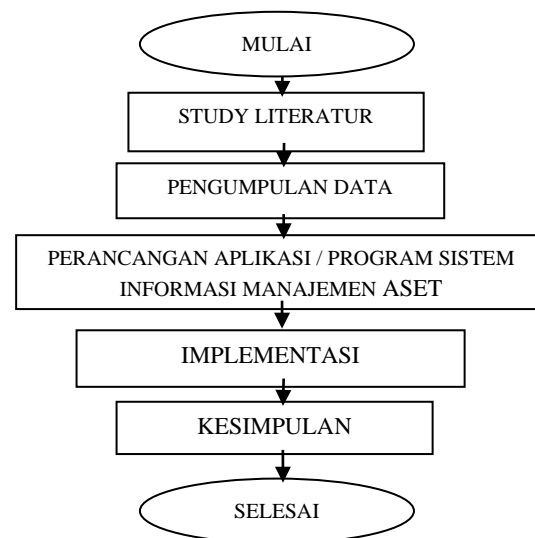 MULAI
STUDY LITERATUR
PENGUMPULAN DATA
PERANCANGAN APLIKASI / PROGRAM SISTEM
INFORMASI MANAJEMEN ASET
IMPLEMENTASI
KESIMPULAN
SELESAI